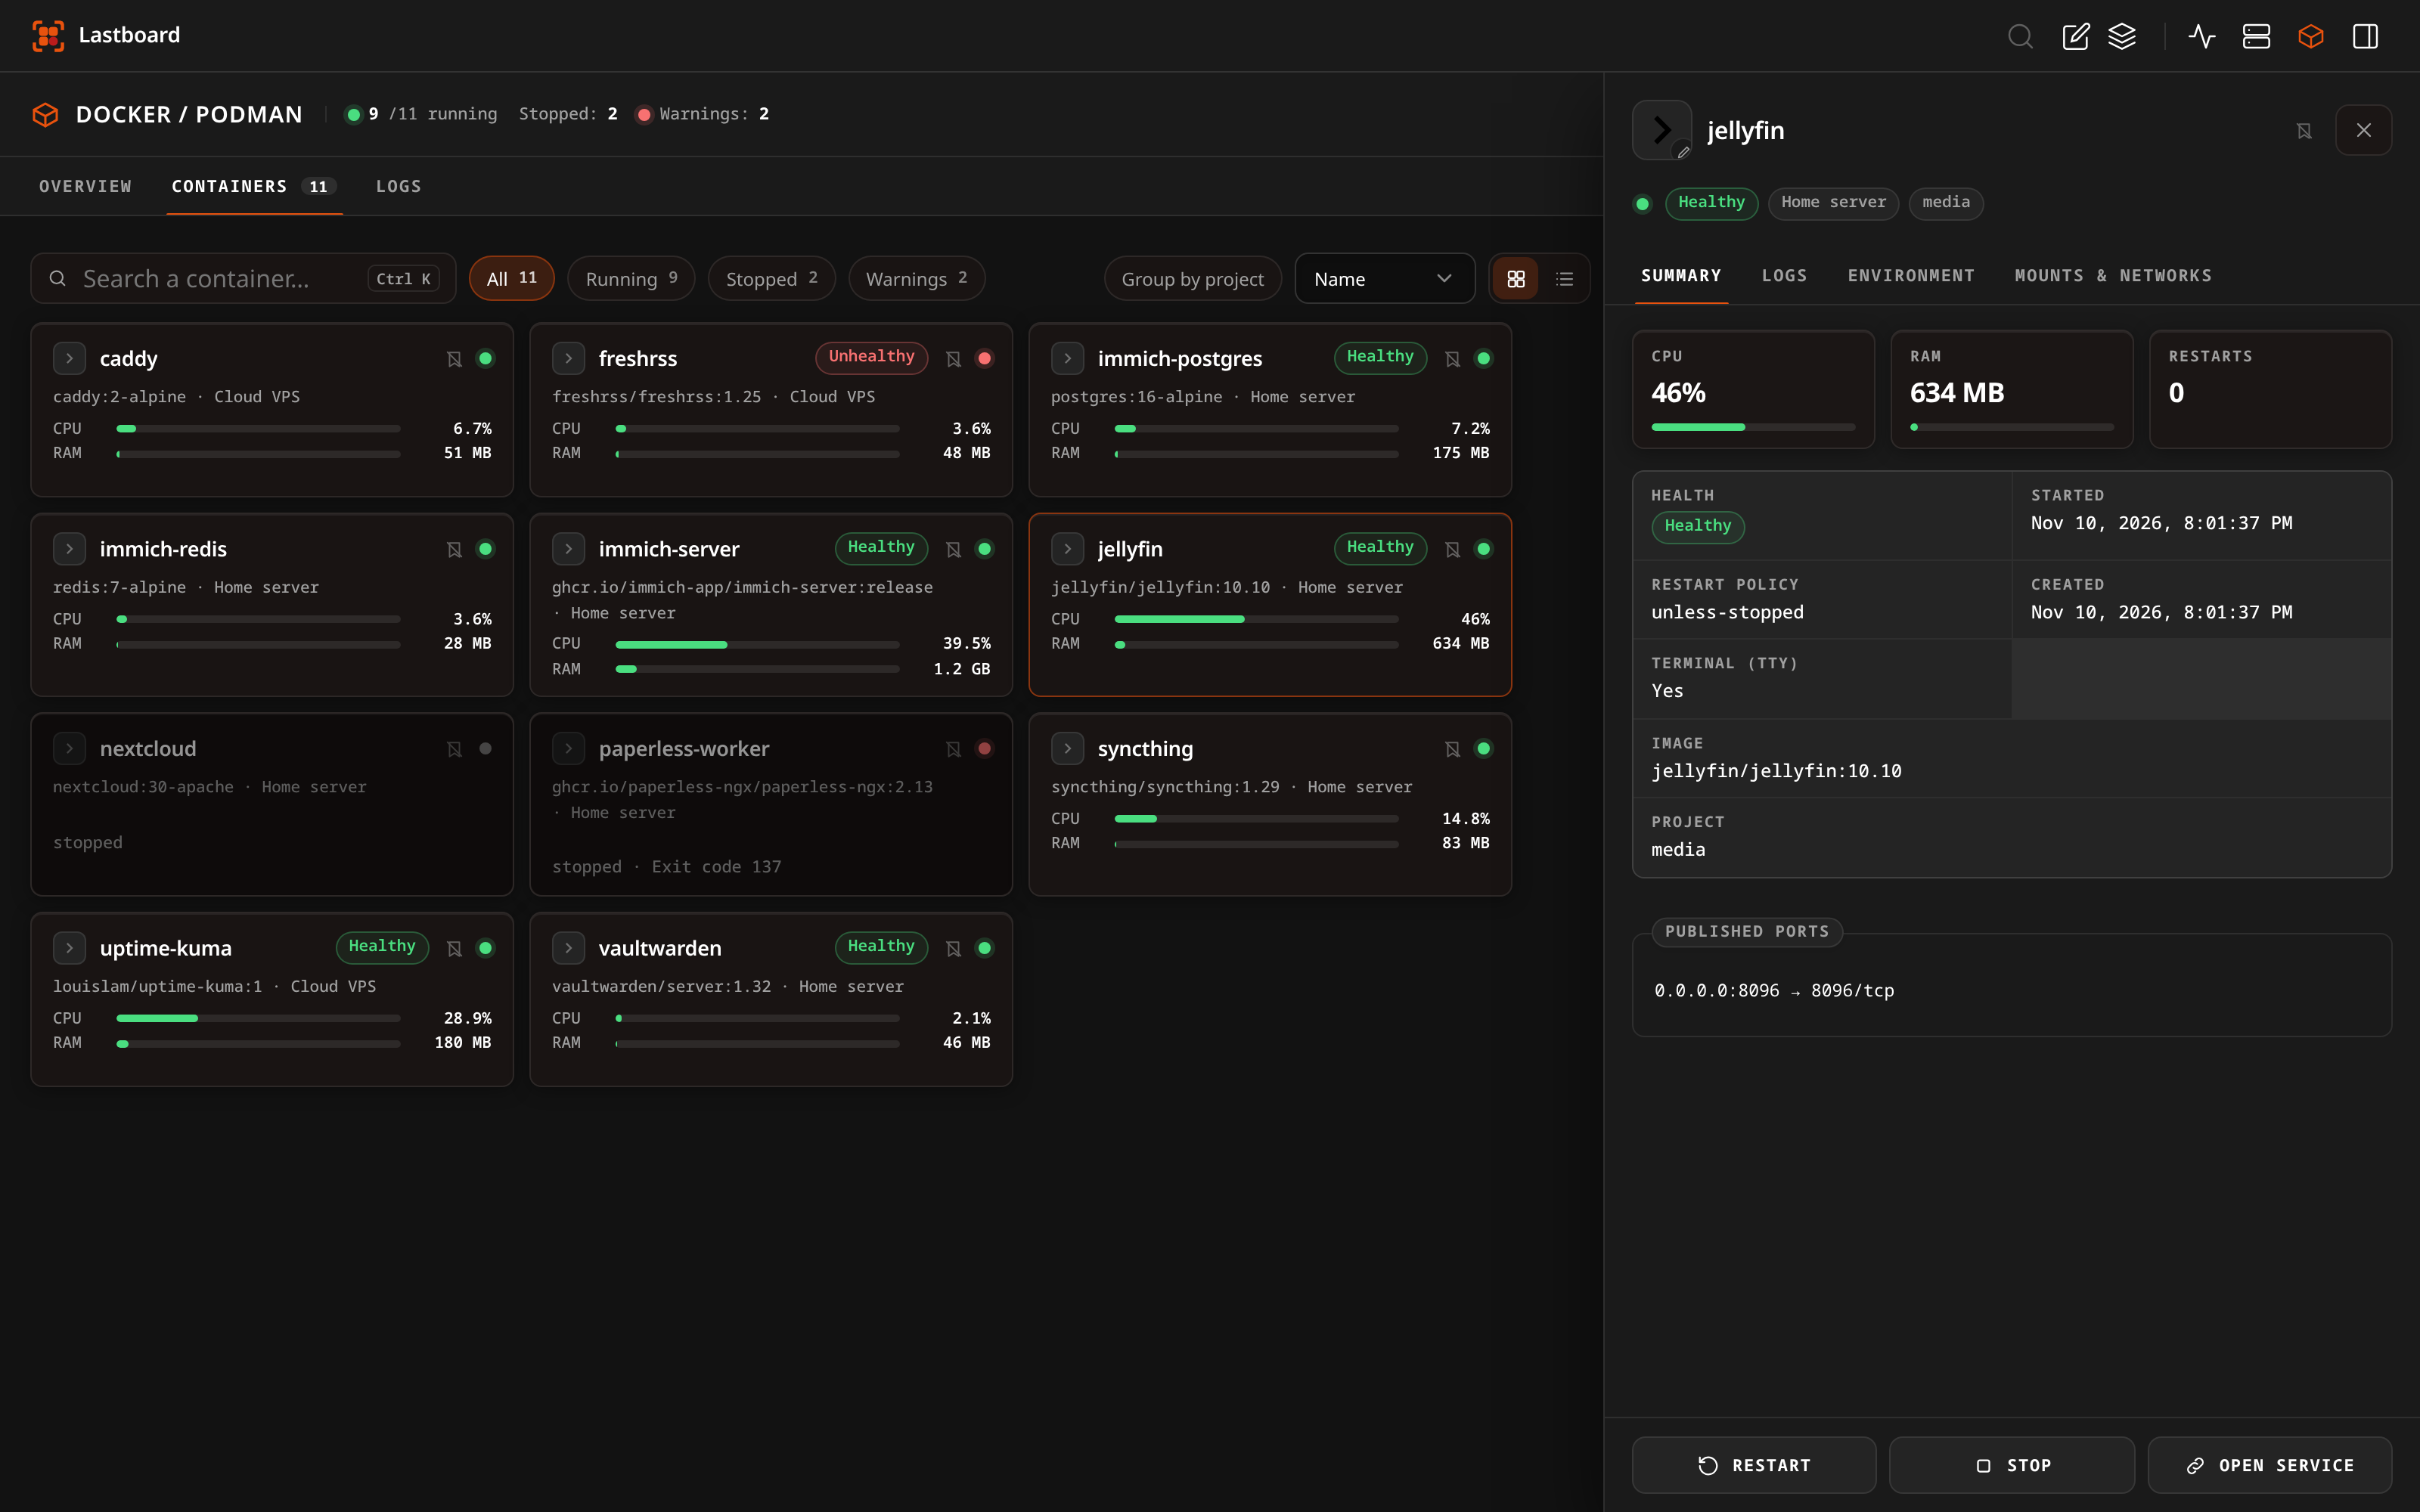 Lastboard
DOCKER / PODMAN
9 /11 running Stopped: 2 Warnings: 2
OVERVIEW CONTAINERS 11 LOGS
Search a container... Ctrl K All 11 Running 9 Stopped 2 Warnings 2 Group by project Name
caddy
caddy:2-alpine · Cloud VPS
CPU 6.7%
RAM 51 MB
freshrss Unhealthy
freshrss/freshrss:1.25 · Cloud VPS
CPU 3.6%
RAM 48 MB
immich-postgres Healthy
postgres:16-alpine · Home server
CPU 7.2%
RAM 175 MB
immich-redis
redis:7-alpine · Home server
CPU 3.6%
RAM 28 MB
immich-server Healthy
ghcr.io/immich-app/immich-server:release
· Home server
CPU 39.5%
RAM 1.2 GB
jellyfin Healthy
jellyfin/jellyfin:10.10 · Home server
CPU 46%
RAM 634 MB
nextcloud
nextcloud:30-apache · Home server
stopped
paperless-worker
ghcr.io/paperless-ngx/paperless-ngx:2.13
· Home server
stopped · Exit code 137
syncthing
syncthing/syncthing:1.29 · Home server
CPU 14.8%
RAM 83 MB
uptime-kuma Healthy
louislam/uptime-kuma:1 · Cloud VPS
CPU 28.9%
RAM 180 MB
vaultwarden Healthy
vaultwarden/server:1.32 · Home server
CPU 2.1%
RAM 46 MB
jellyfin
Healthy Home server media
SUMMARY LOGS ENVIRONMENT MOUNTS & NETWORKS
CPU
46%
RAM
634 MB
RESTARTS
0
HEALTH
Healthy
STARTED
Nov 10, 2026, 8:01:37 PM
RESTART POLICY
unless-stopped
CREATED
Nov 10, 2026, 8:01:37 PM
TERMINAL (TTY)
Yes
IMAGE
jellyfin/jellyfin:10.10
PROJECT
media
PUBLISHED PORTS
0.0.0.0:8096 → 8096/tcp
RESTART STOP OPEN SERVICE